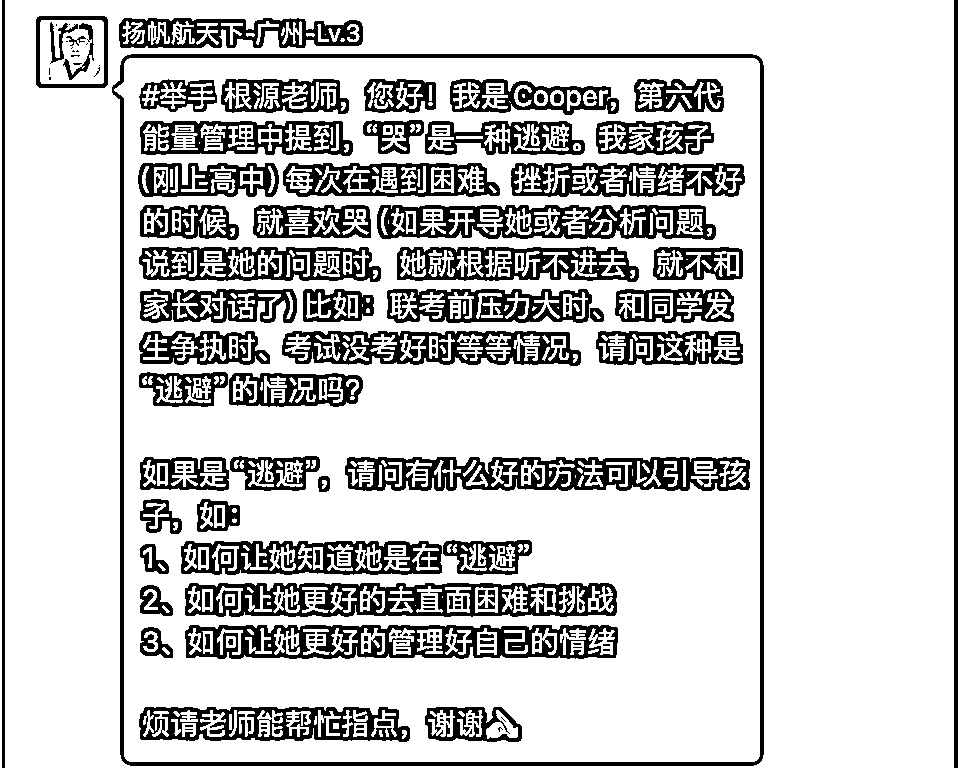 扬帆航天下-广州-Lv.3
#举手 根源老师，您好！我是Cooper，第六代
能量管理中提到，“哭”是一种逃避。我家孩子
(刚上高中) 每次在遇到困难、挫折或者情绪不好
的时候，就喜欢哭 (如果开导她或者分析问题，
说到是她的问题时，她就根据听不进去，就不和
家长对话了) 比如：联考前压力大时、和同学发
生争执时、考试没考好时等等情况，请问这种是
“逃避”的情况吗？
如果是“逃避”，请问有什么好的方法可以引导孩
子，如：
1、如何让她知道她是在“逃避”
2、如何让她更好的去直面困难和挑战
3、如何让她更好的管理好自己的情绪
烦请老师能帮忙指点，谢谢